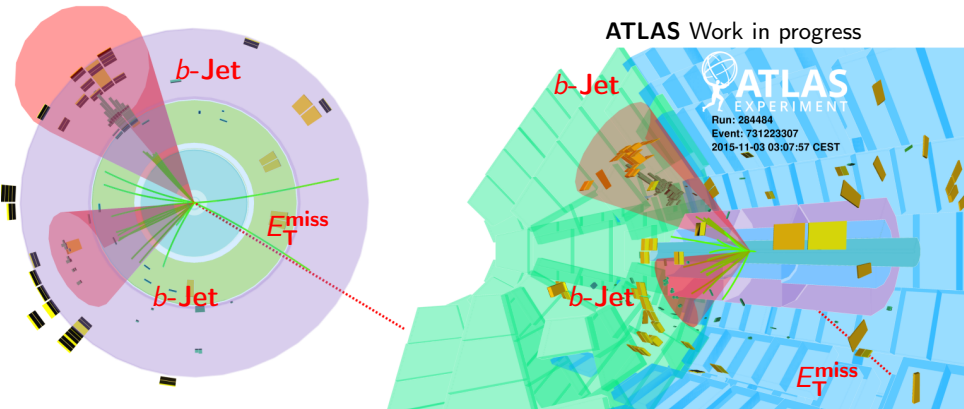 ATLAS Work in progress
b-Jet
E_T^miss
b-Jet
b-Jet
ATLAS
EXPERIMENT
Run: 284484
Event: 731223307
2015-11-03 03:07:57 CEST
b-Jet
E_T^miss